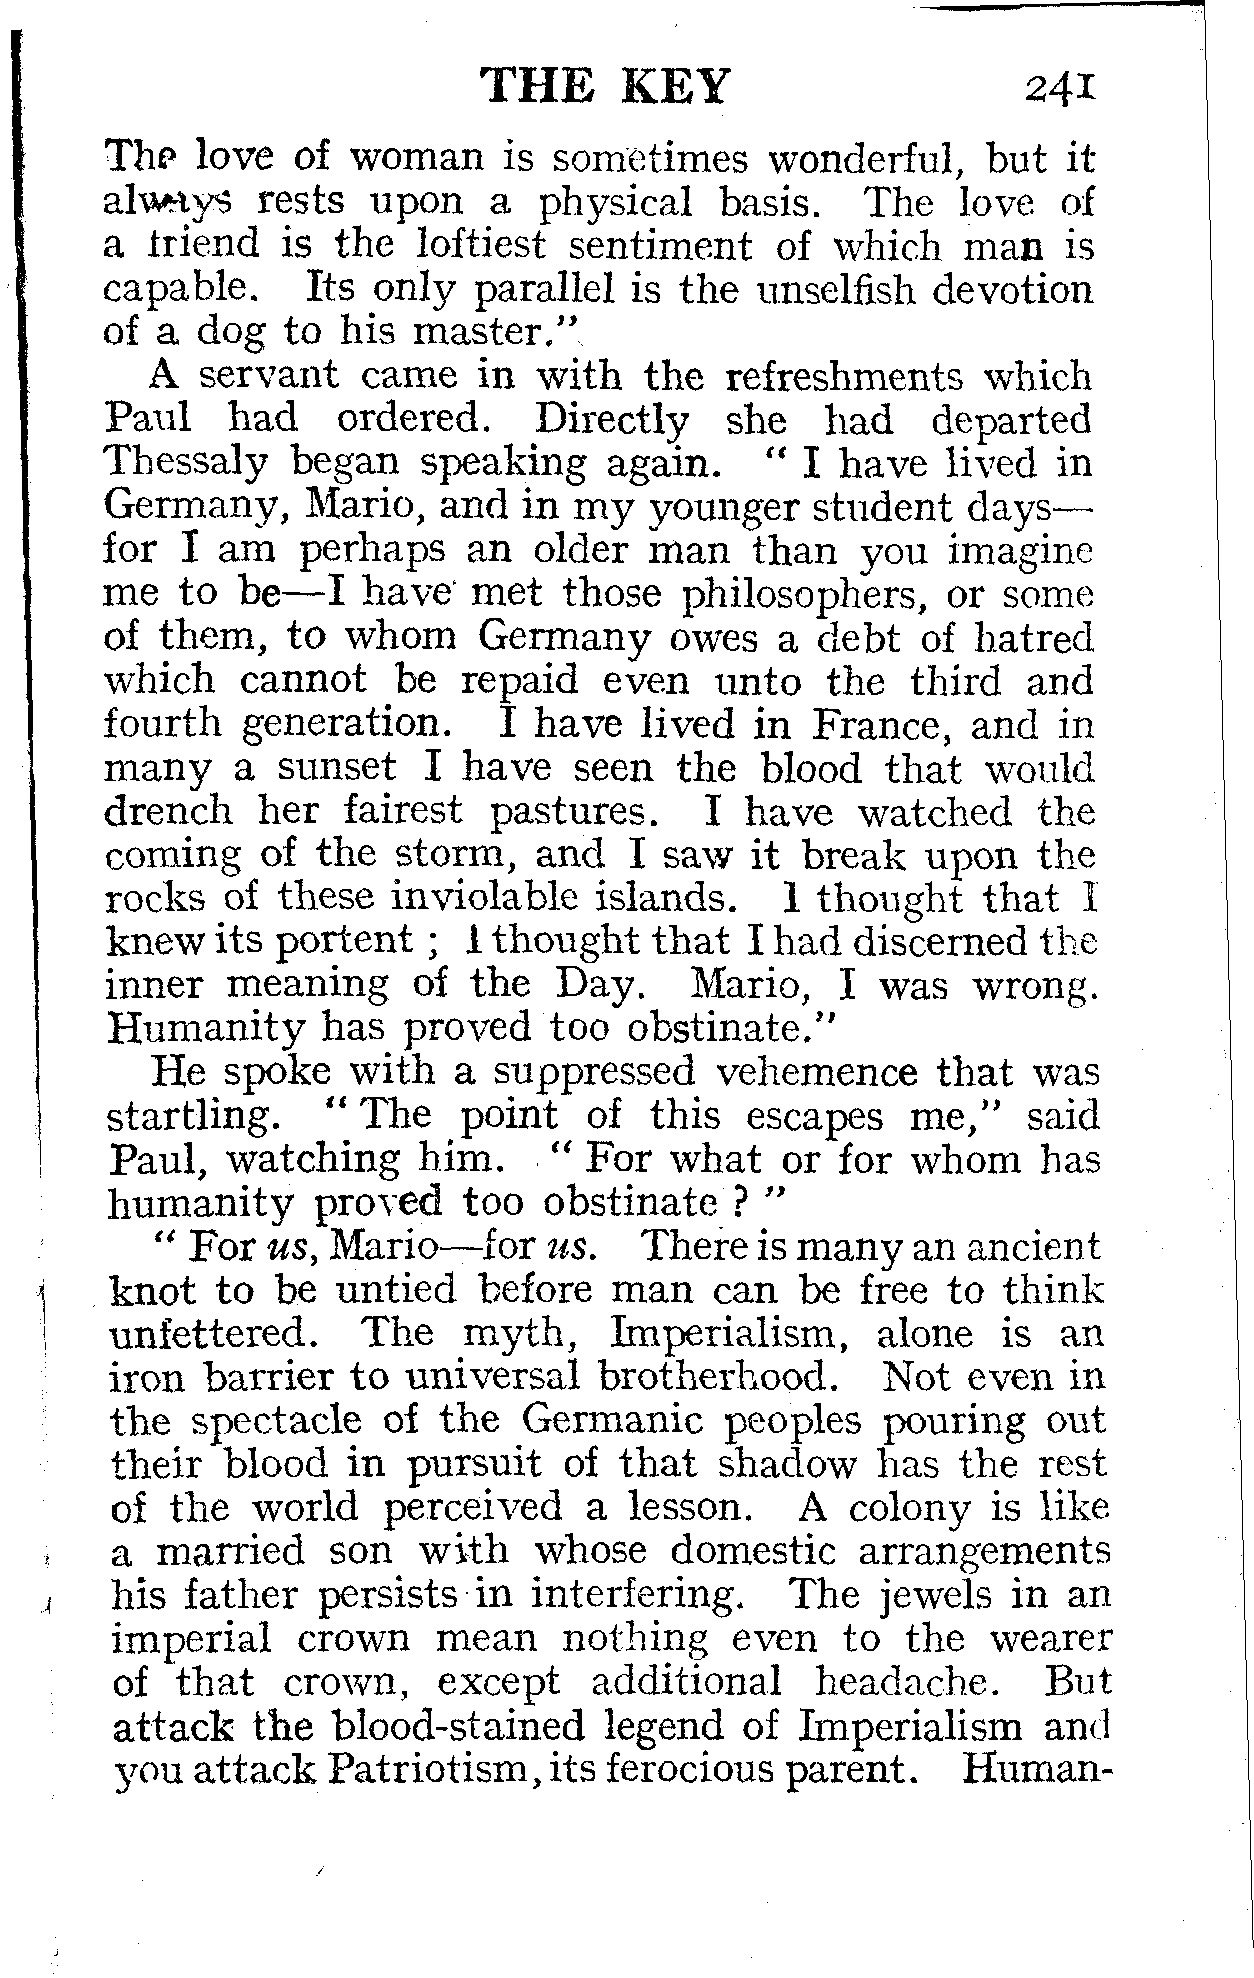 THE KEY 241
The love of woman is sometimes wonderful, but it
always rests upon a physical basis. The love of
a friend is the loftiest sentiment of which man is
capable. Its only parallel is the unselfish devotion
of a dog to his master."
A servant came in with the refreshments which
Paul had ordered. Directly she had departed
Thessaly began speaking again. " I have lived in
Germany, Mario, and in my younger student days—
for I am perhaps an older man than you imagine
me to be—I have met those philosophers, or some
of them, to whom Germany owes a debt of hatred
which cannot be repaid even unto the third and
fourth generation. I have lived in France, and in
many a sunset I have seen the blood that would
drench her fairest pastures. I have watched the
coming of the storm, and I saw it break upon the
rocks of these inviolable islands. I thought that I
knew its portent ; I thought that I had discerned the
inner meaning of the Day. Mario, I was wrong.
Humanity has proved too obstinate."
He spoke with a suppressed vehemence that was
startling. " The point of this escapes me," said
Paul, watching him. " For what or for whom has
humanity proved too obstinate ? "
" For us, Mario—for us. There is many an ancient
knot to be untied before man can be free to think
unfettered. The myth, Imperialism, alone is an
iron barrier to universal brotherhood. Not even in
the spectacle of the Germanic peoples pouring out
their blood in pursuit of that shadow has the rest
of the world perceived a lesson. A colony is like
a married son with whose domestic arrangements
his father persists in interfering. The jewels in an
imperial crown mean nothing even to the wearer
of that crown, except additional headache. But
attack the blood-stained legend of Imperialism and
you attack Patriotism, its ferocious parent. Human-